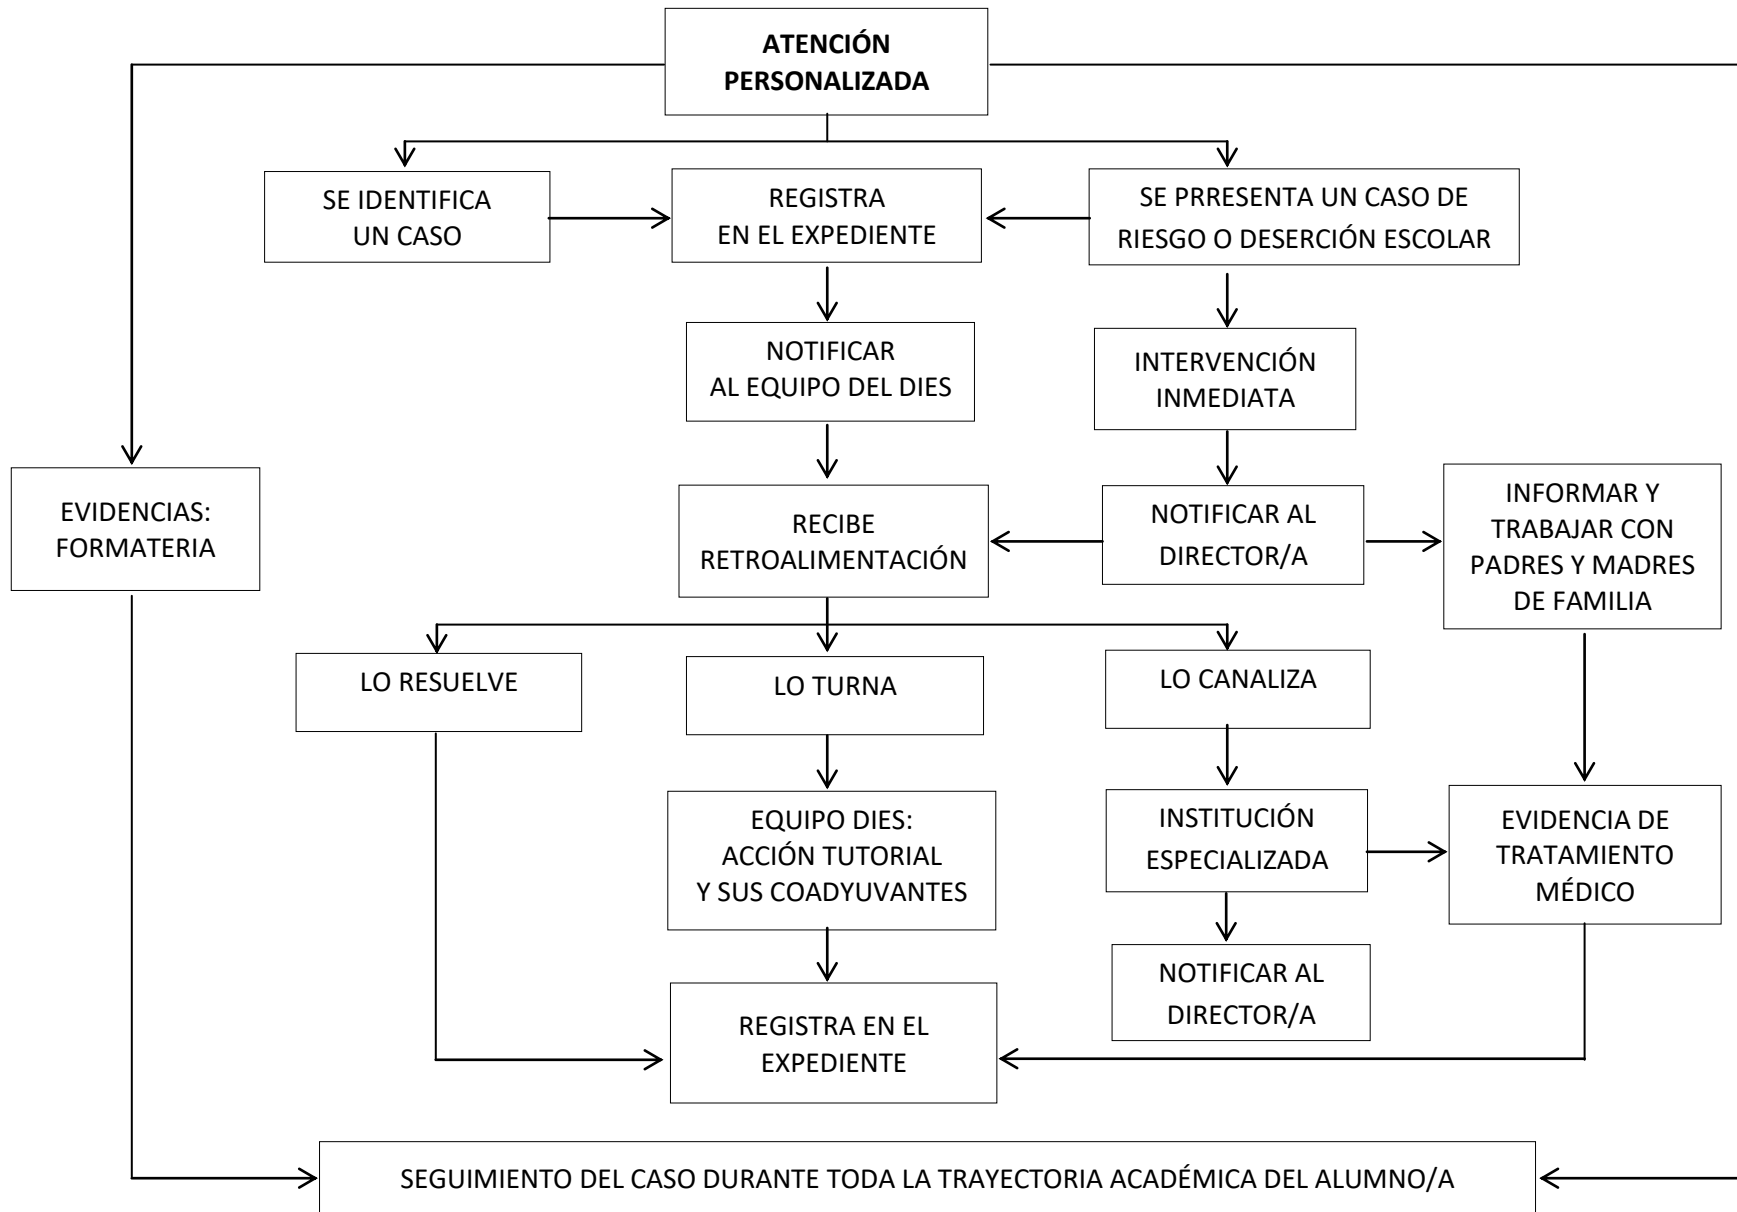 ATENCIÓN
PERSONALIZADA
SE IDENTIFICA
UN CASO
REGISTRA
EN EL EXPEDIENTE
SE PRRESENTA UN CASO DE
RIESGO O DESERCIÓN ESCOLAR
NOTIFICAR
AL EQUIPO DEL DIES
INTERVENCIÓN
INMEDIATA
EVIDENCIAS:
FORMATERIA
RECIBE
RETROALIMENTACIÓN
NOTIFICAR AL
DIRECTOR/A
INFORMAR Y
TRABAJAR CON
PADRES Y MADRES
DE FAMILIA
LO RESUELVE
LO TURNA
LO CANALIZA
EQUIPO DIES:
ACCIÓN TUTORIAL
Y SUS COADYUVANTES
INSTITUCIÓN
ESPECIALIZADA
EVIDENCIA DE
TRATAMIENTO
MÉDICO
NOTIFICAR AL
DIRECTOR/A
REGISTRA EN EL
EXPEDIENTE
SEGUIMIENTO DEL CASO DURANTE TODA LA TRAYECTORIA ACADÉMICA DEL ALUMNO/A